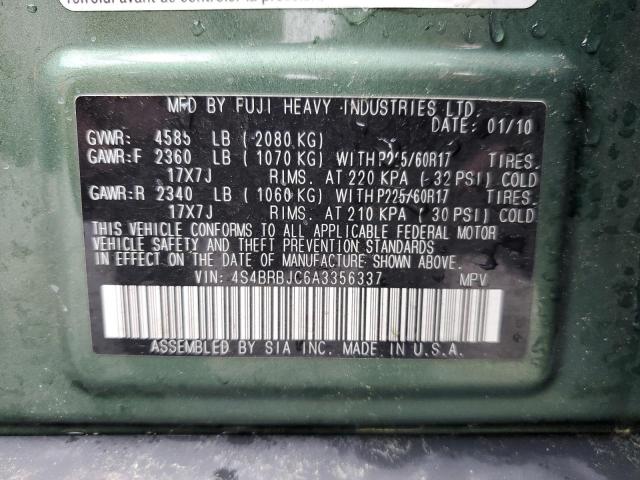 MFD BY FUJI HEAVY INDUSTRIES LTD.
DATE: 01/10
GVWR: 4585 LB ( 2080 KG)
GAWR:F 2360 LB ( 1070 KG) WITH P225/60R17 TIRES.
17X7J RIMS. AT 220 KPA ( 32 PSI) COLD
GAWR:R 2340 LB ( 1060 KG) WITH P225/60R17 TIRES.
17X7J RIMS. AT 210 KPA ( 30 PSI) COLD
THIS VEHICLE CONFORMS TO ALL APPLICABLE FEDERAL MOTOR
VEHICLE SAFETY AND THEFT PREVENTION STANDARDS
IN EFFECT ON THE DATE OF MANUFACTURE SHOWN ABOVE.
VIN: 4S4BRBJC6A3356337 MPV
ASSEMBLED BY SIA INC. MADE IN U.S.A.